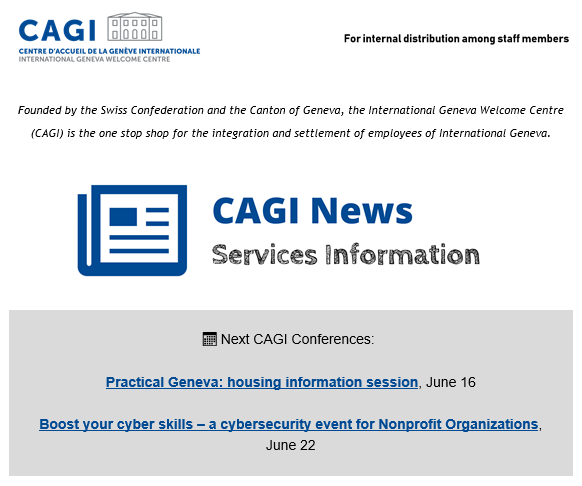 CAGI
CENTRE D'ACCUEIL DE LA GENÈVE INTERNATIONALE
INTERNATIONAL GENEVA WELCOME CENTRE
For internal distribution among staff members
Founded by the Swiss Confederation and the Canton of Geneva, the International Geneva Welcome Centre
(CAGI) is the one stop shop for the integration and settlement of employees of International Geneva.
CAGI News
Services Information
Next CAGI Conferences:
Practical Geneva: housing information session, June 16
Boost your cyber skills – a cybersecurity event for Nonprofit Organizations,
June 22